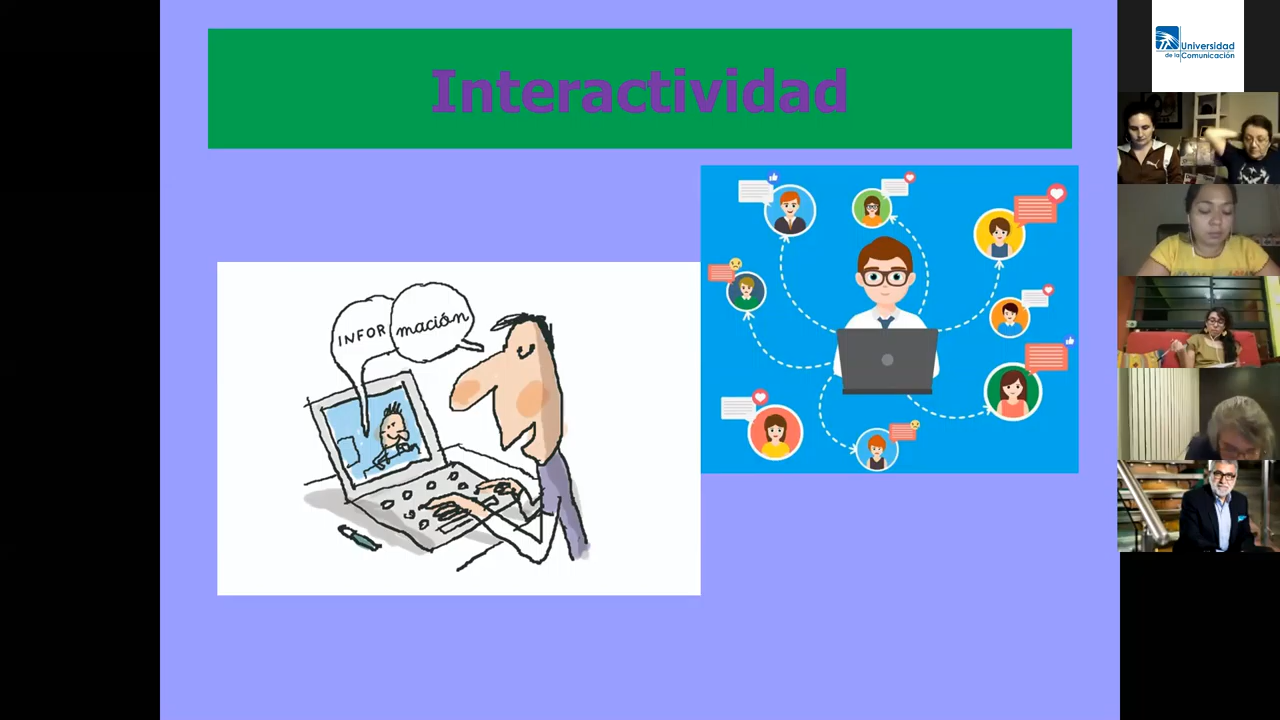 Interactividad
INFOR
mación
Universidad
de la Comunicación